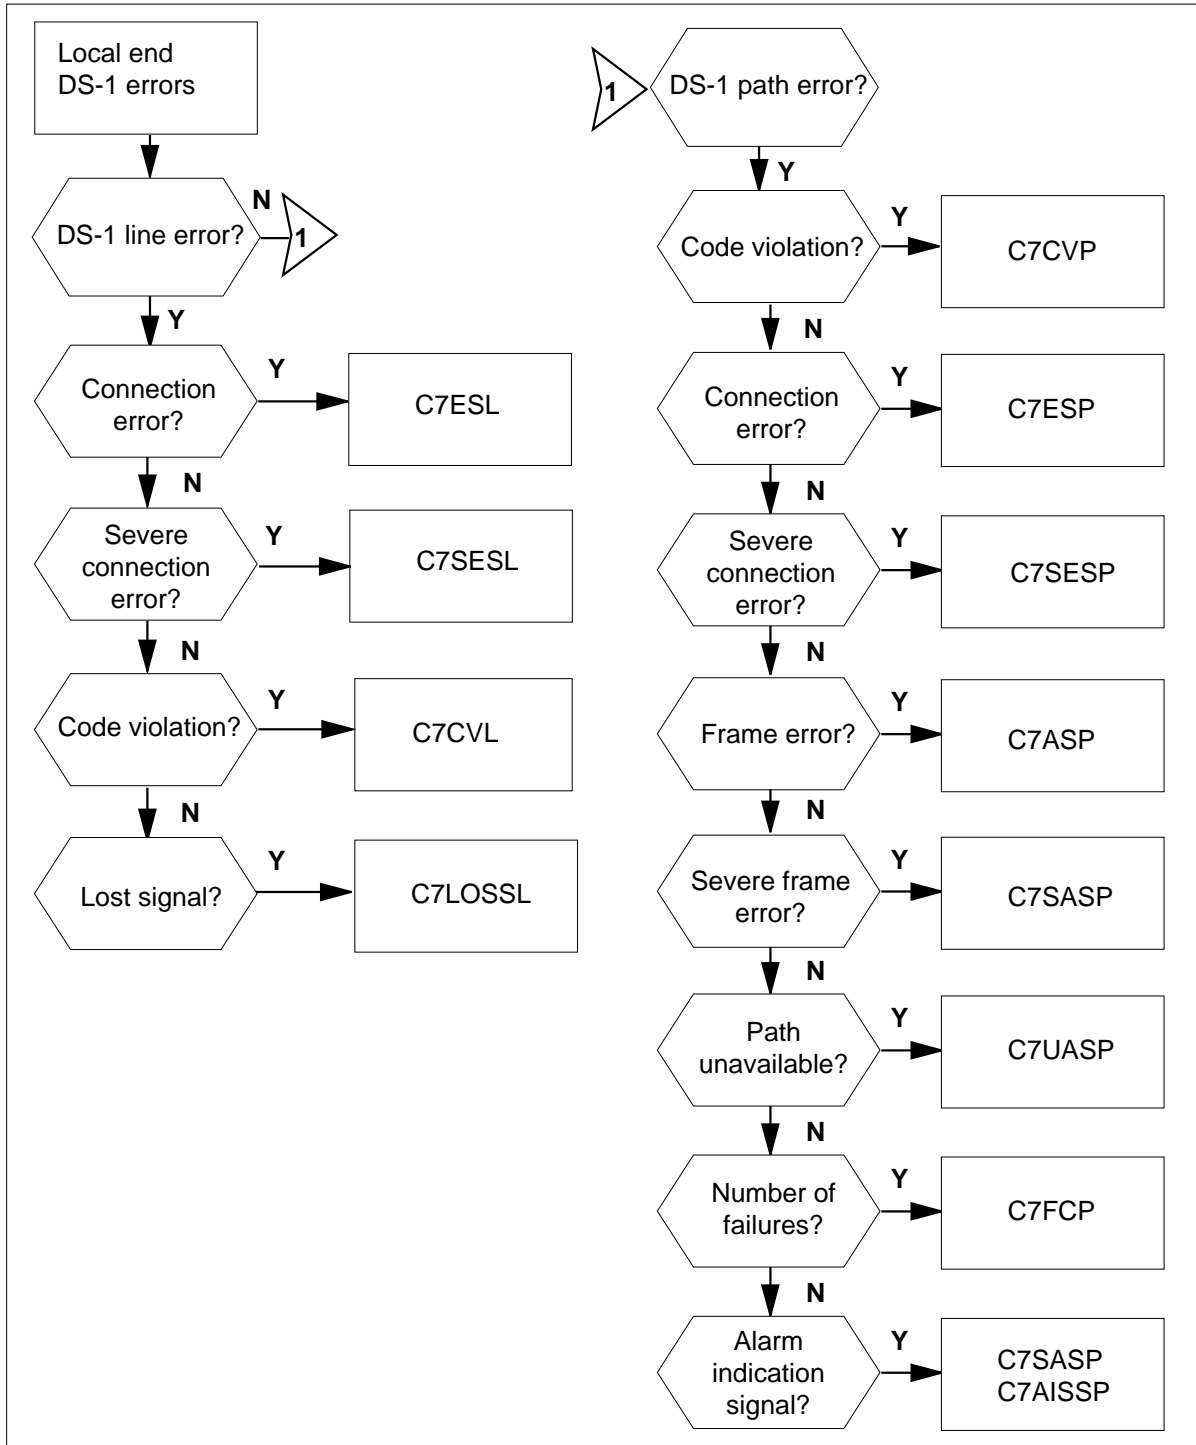 Local end
DS-1 errors
DS-1 line error?
N
1
Y
Connection
error?
Y
C7ESL
N
Severe
connection
error?
Y
C7SESL
N
Code violation?
Y
C7CVL
N
Lost signal?
Y
C7LOSSL
1
DS-1 path error?
Y
Code violation?
Y
C7CVP
N
Connection
error?
Y
C7ESP
N
Severe
connection
error?
Y
C7SESP
N
Frame error?
Y
C7ASP
N
Severe frame
error?
Y
C7SASP
N
Path
unavailable?
Y
C7UASP
N
Number of
failures?
Y
C7FCP
N
Alarm
indication
signal?
Y
C7SASP
C7AISSP